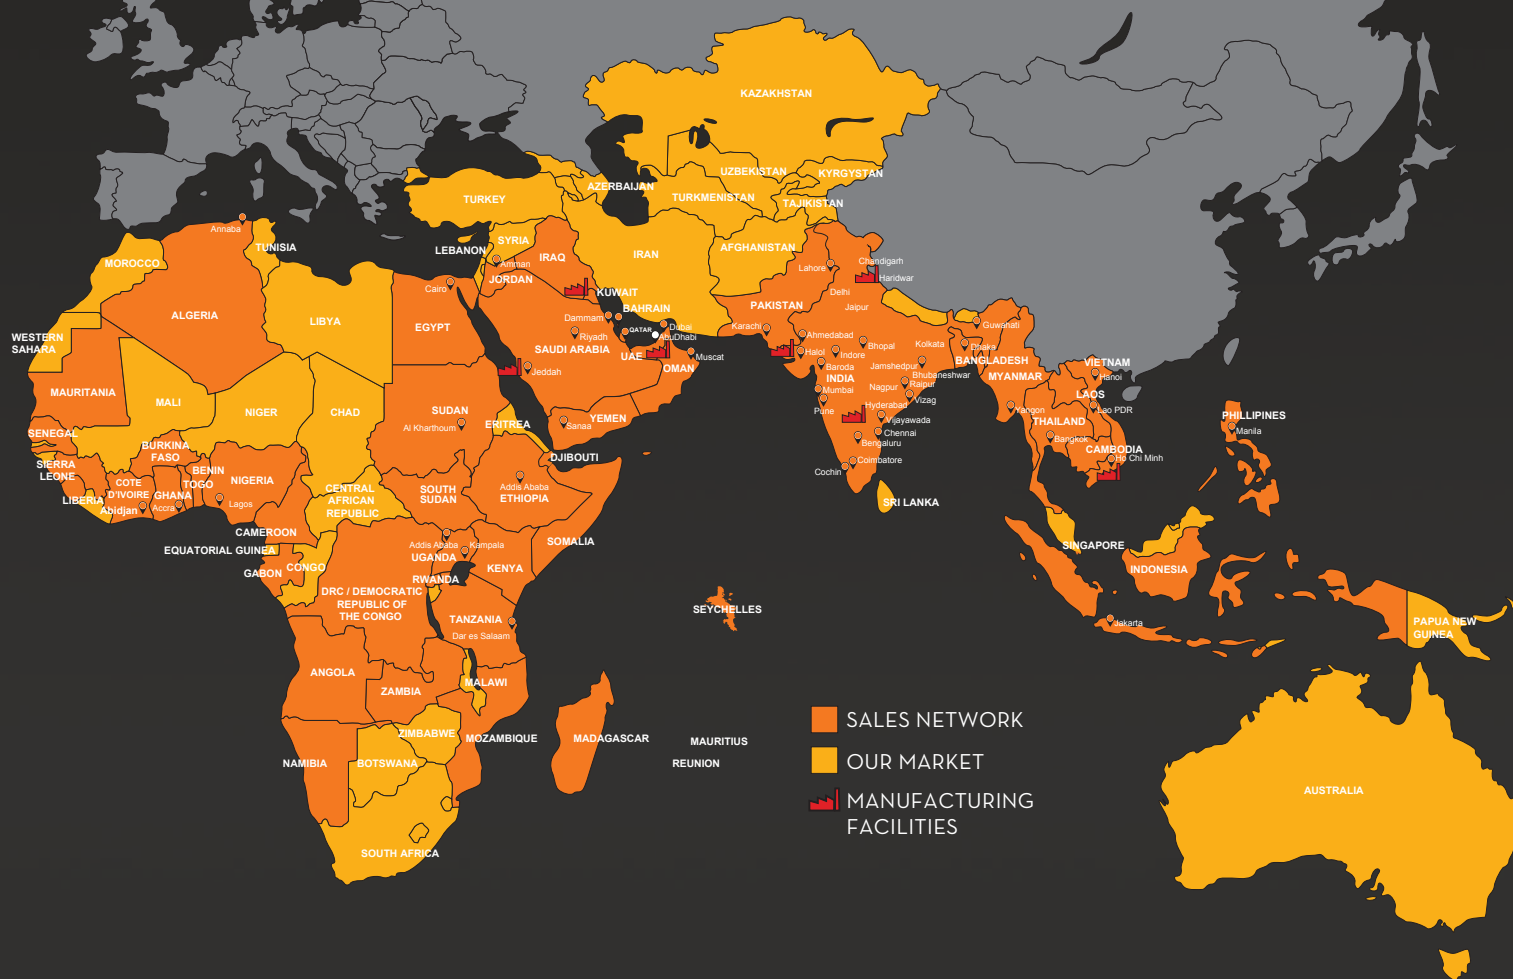 KAZAKHSTAN
UZBEKISTAN
KYRGYSTAN
AZERBAIJAN
TURKMENISTAN
TURKEY
TAJIKISTAN
Annaba
TUNISIA
SYRIA
LEBANON
AFGHANISTAN
MOROCCO
IRAQ
IRAN
Amman
JORDAN
Lahore
Chandigarh
Haridwar
Cairo
KUWAIT
Delhi
PAKISTAN
Jaipur
BAHRAIN
ALGERIA
LIBYA
EGYPT
Dammam
Dubai
QATAR
AbuDhabi
Karachi
Guwahati
WESTERN
SAHARA
Riyadh
SAUDI ARABIA
UAE
Muscat
OMAN
Ahmedabad
Halol
Indore
Bhopal
Kolkata
Dhaka
BANGLADESH
VIETNAM
Hanoi
Jeddah
Baroda
Jamshedpur
Bhubaneshwar
INDIA
MYANMAR
MAURITANIA
MALI
NIGER
CHAD
SUDAN
Al Kharthoum
ERITREA
Sanaa
YEMEN
Mumbai
Nagpur
Raipur
Pune
Hyderabad
Vizag
Vijayawada
LAOS
Lao PDR
Yangon
THAILAND
PHILLIPINES
Manila
SENEGAL
BURKINA
FASO
Chennai
Bengaluru
Bangkok
CAMBODIA
Ho Chi Minh
SIERRA
LEONE
BENIN
TOGO
NIGERIA
DJIBOUTI
Coimbatore
Cochin
COTE
D'IVOIRE
GHANA
LIBERIA
Abidjan
Accra
Lagos
CENTRAL
AFRICAN
REPUBLIC
SOUTH
SUDAN
Addis Ababa
ETHIOPIA
SRI LANKA
CAMEROON
EQUATORIAL GUINEA
Addis Ababa
Kampala
UGANDA
SOMALIA
SINGAPORE
GABON
CONGO
RWANDA
KENYA
INDONESIA
DRC / DEMOCRATIC
REPUBLIC OF
THE CONGO
TANZANIA
Dar es Salaam
SEYCHELLES
Jakarta
PAPUA NEW
GUINEA
ANGOLA
ZAMBIA
MALAWI
ZIMBABWE
MOZAMBIQUE
MADAGASCAR
MAURITIUS
NAMIBIA
BOTSWANA
REUNION
SOUTH AFRICA
AUSTRALIA
SALES NETWORK
OUR MARKET
MANUFACTURING
FACILITIES